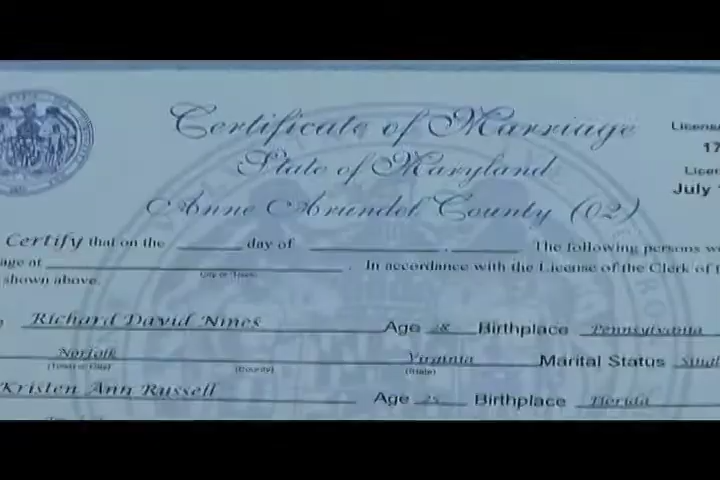 Certificate of Marriage
State of Maryland
Anne Arundel County (02)
License
17
July
Certify that on the day of The following persons
at In accordance with the License of the Clerk of
City or Town
shown above.
Richard David Nines Age 28 Birthplace Pennsylvania
Norfolk Virginia Marital Status
(Town or City) (County) (State)
Kristen Ann Russell Age 25 Birthplace Florida